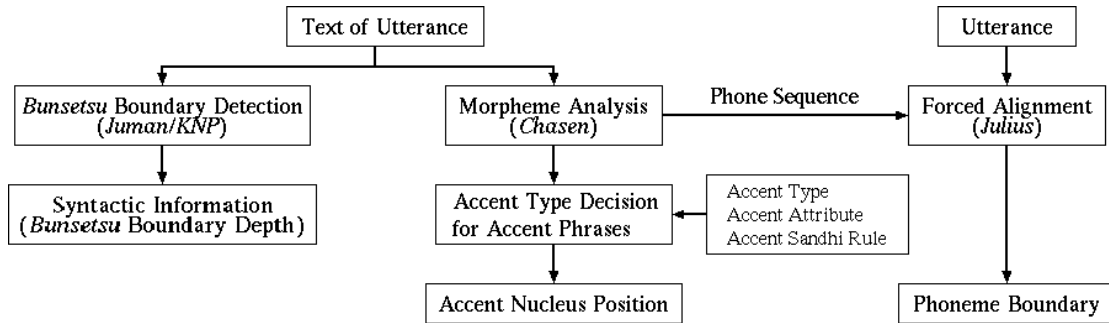 Text of Utterance
Utterance
Bunsetsu Boundary Detection
(Juman/KNP)
Morpheme Analysis
(Chasen)
Phone Sequence
Forced Alignment
(Julius)
Syntactic Information
(Bunsetsu Boundary Depth)
Accent Type Decision
for Accent Phrases
Accent Type
Accent Attribute
Accent Sandhi Rule
Accent Nucleus Position
Phoneme Boundary